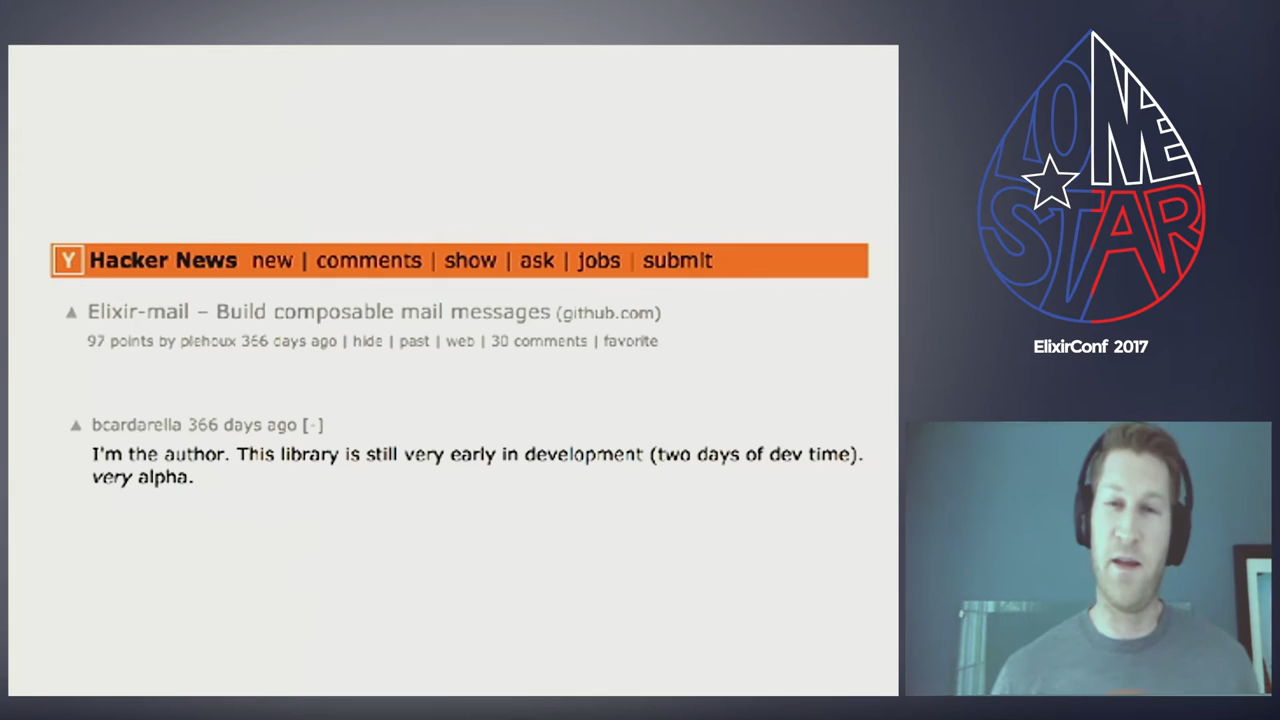 Y Hacker News new | comments | show | ask | jobs | submit
▲ Elixir-mail – Build composable mail messages (github.com)
97 points by plehoux 366 days ago | hide | past | web | 30 comments | favorite
▲ bcardarella 366 days ago [-]
I'm the author. This library is still very early in development (two days of dev time).
very alpha.
LONE
STAR
ElixirConf 2017